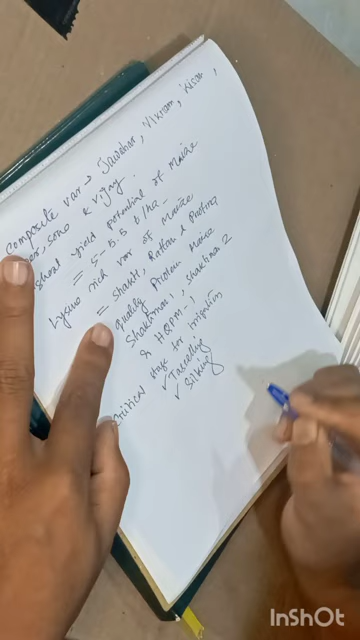 Composite var → Jawahar, Vikram, Kisan,
sona & Vijay.
yield potential of Maize
= 5 - 5.5 t/ha
Lysine rich var of Maize
= Shakti, Rattan & Protina
quality Protein Maize
Shaktiman 1, Shaktiman 2
& HQPM-1
Critical stage for irrigation
✓ Tasselling
✓ Silking
InShOt